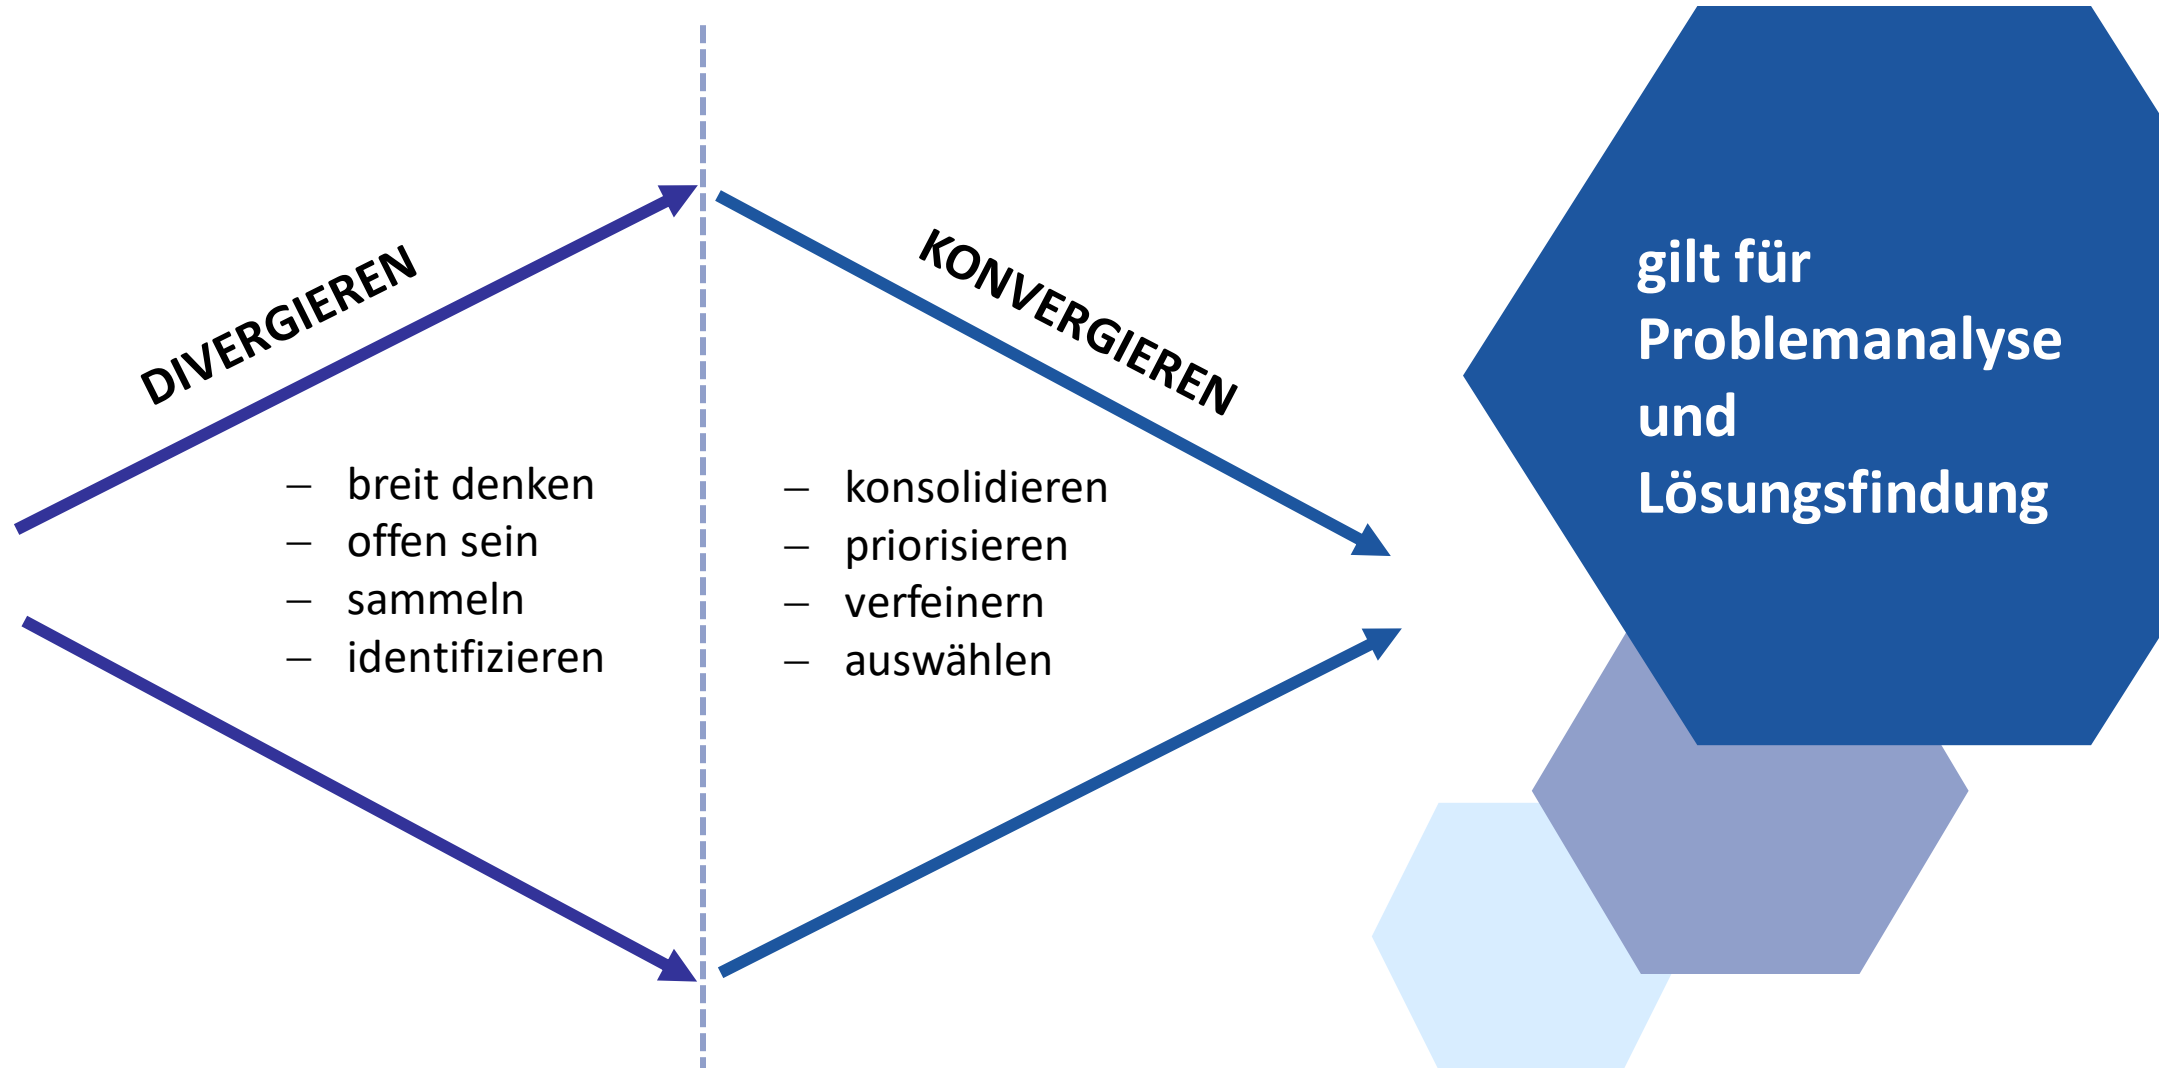 DIVERGIEREN
– breit denken
– offen sein
– sammeln
– identifizieren
KONVERGIEREN
– konsolidieren
– priorisieren
– verfeinern
– auswählen
gilt für
Problemanalyse
und
Lösungsfindung